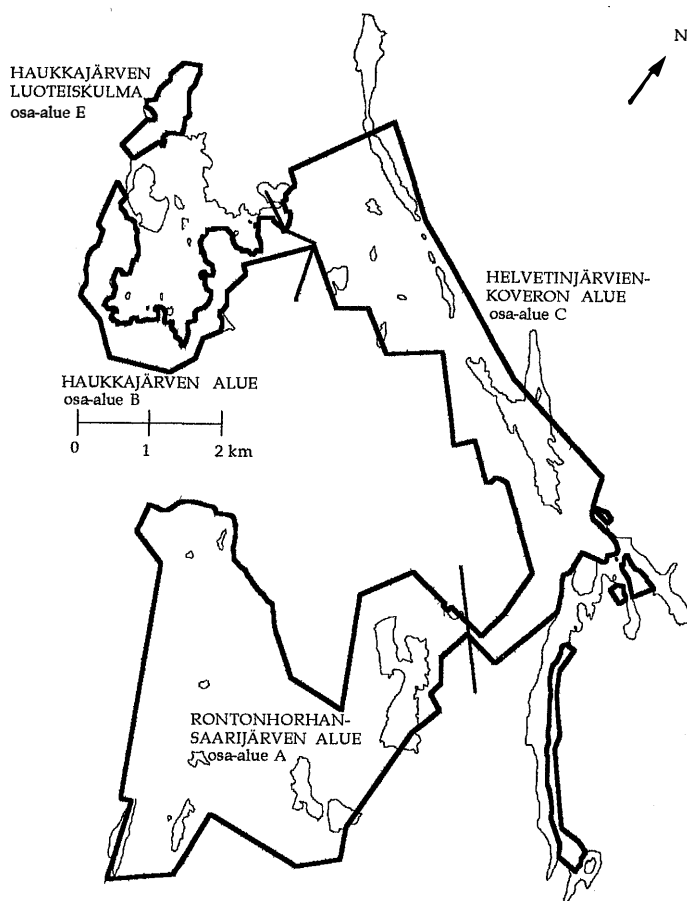 N
HAUKKAJÄRVEN
LUOTEISKULMA
osa-alue E
HELVETINJÄRVIEN-
KOVERON ALUE
osa-alue C
HAUKKAJÄRVEN ALUE
osa-alue B
0 1 2 km
RONTONHORHAN-
SAARIJÄRVEN ALUE
osa-alue A